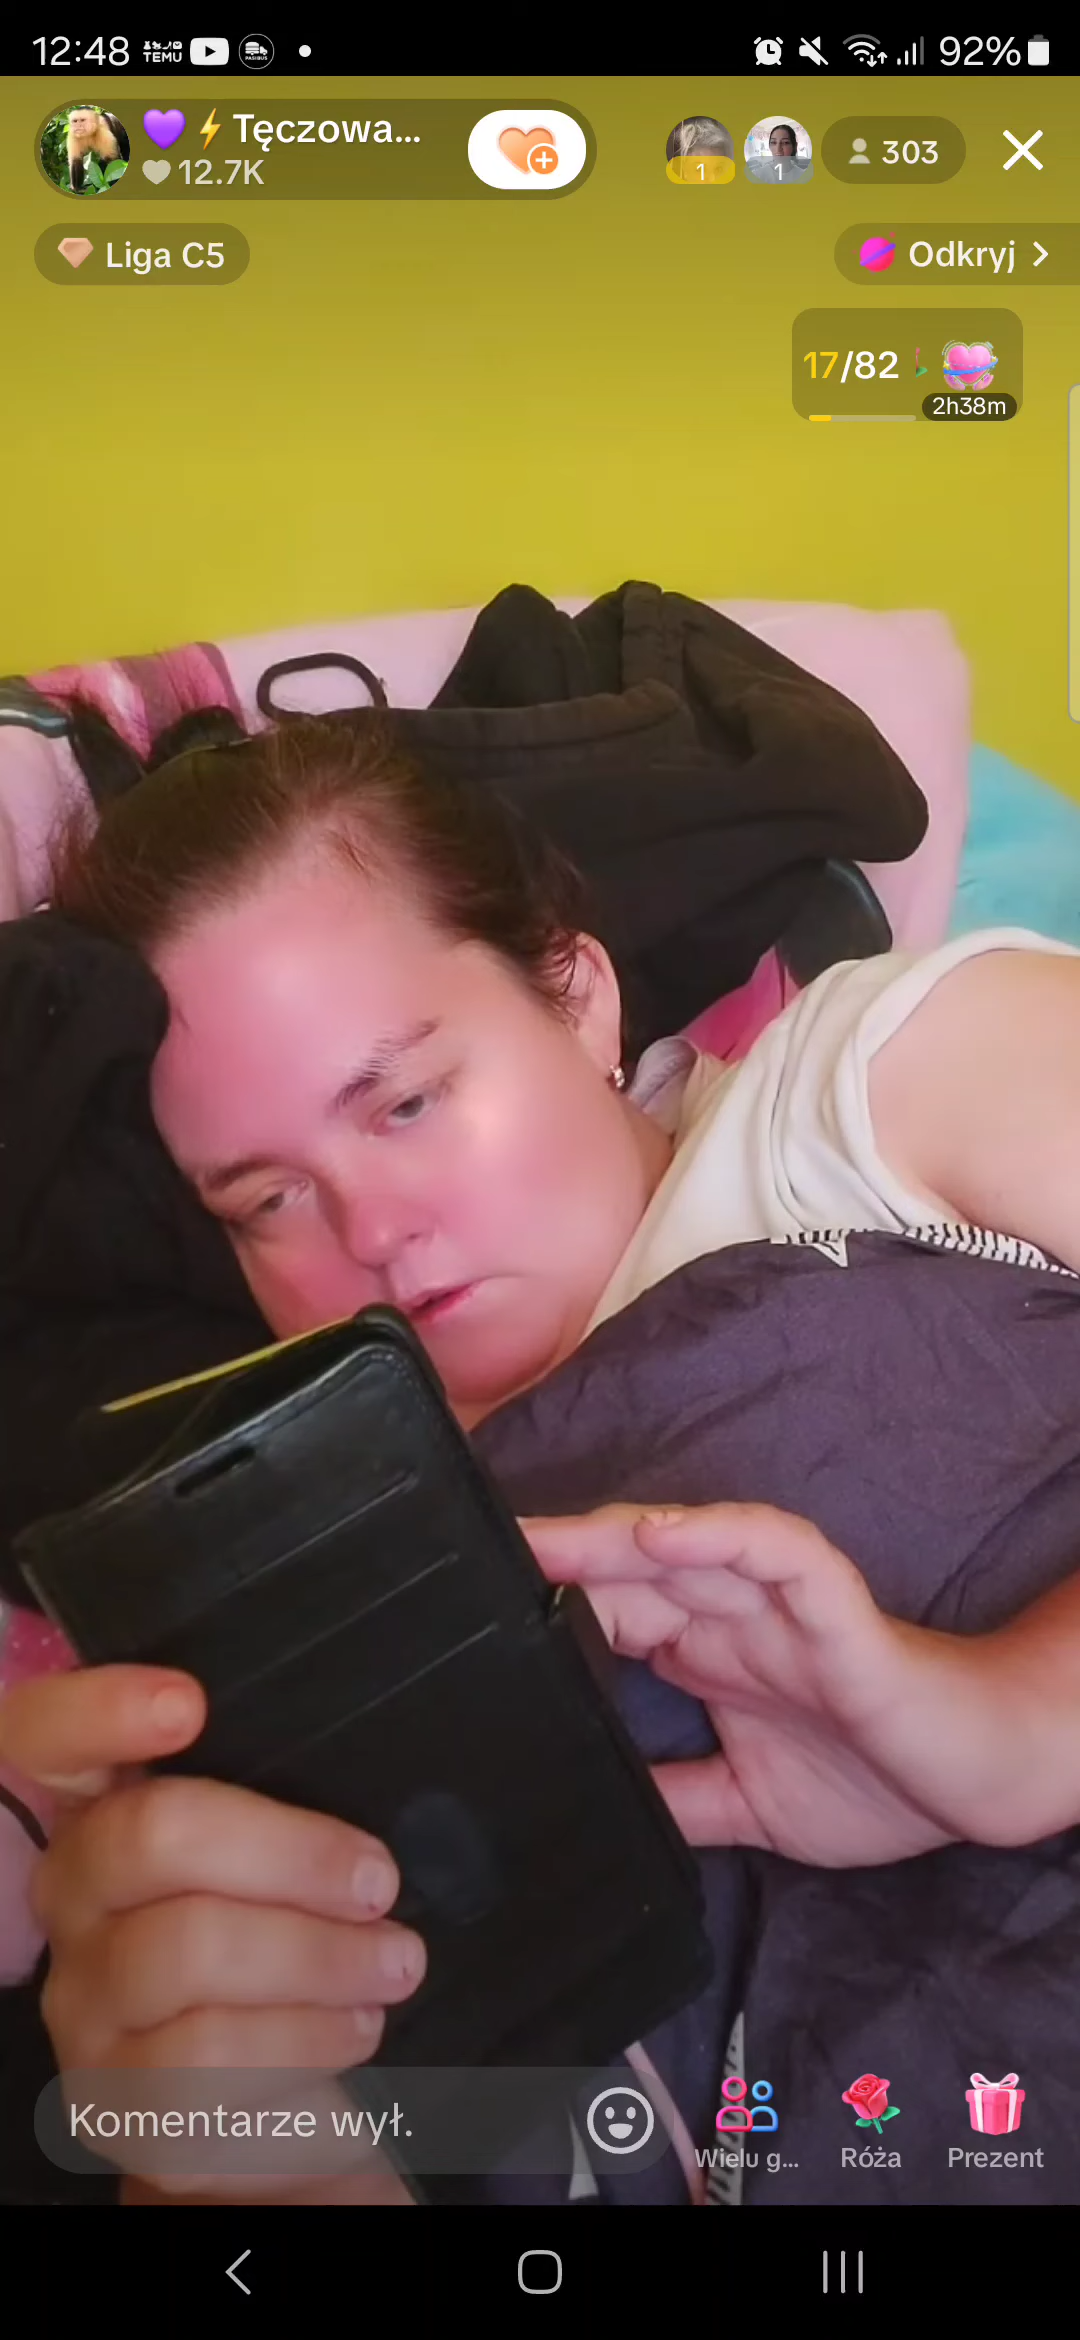 12:48 TEMU 92%
💜⚡Tęczowa...
12.7K
1 1 303
Liga C5
Odkryj
17/82
2h38m
Komentarze wył.
Wielu g... Róża Prezent